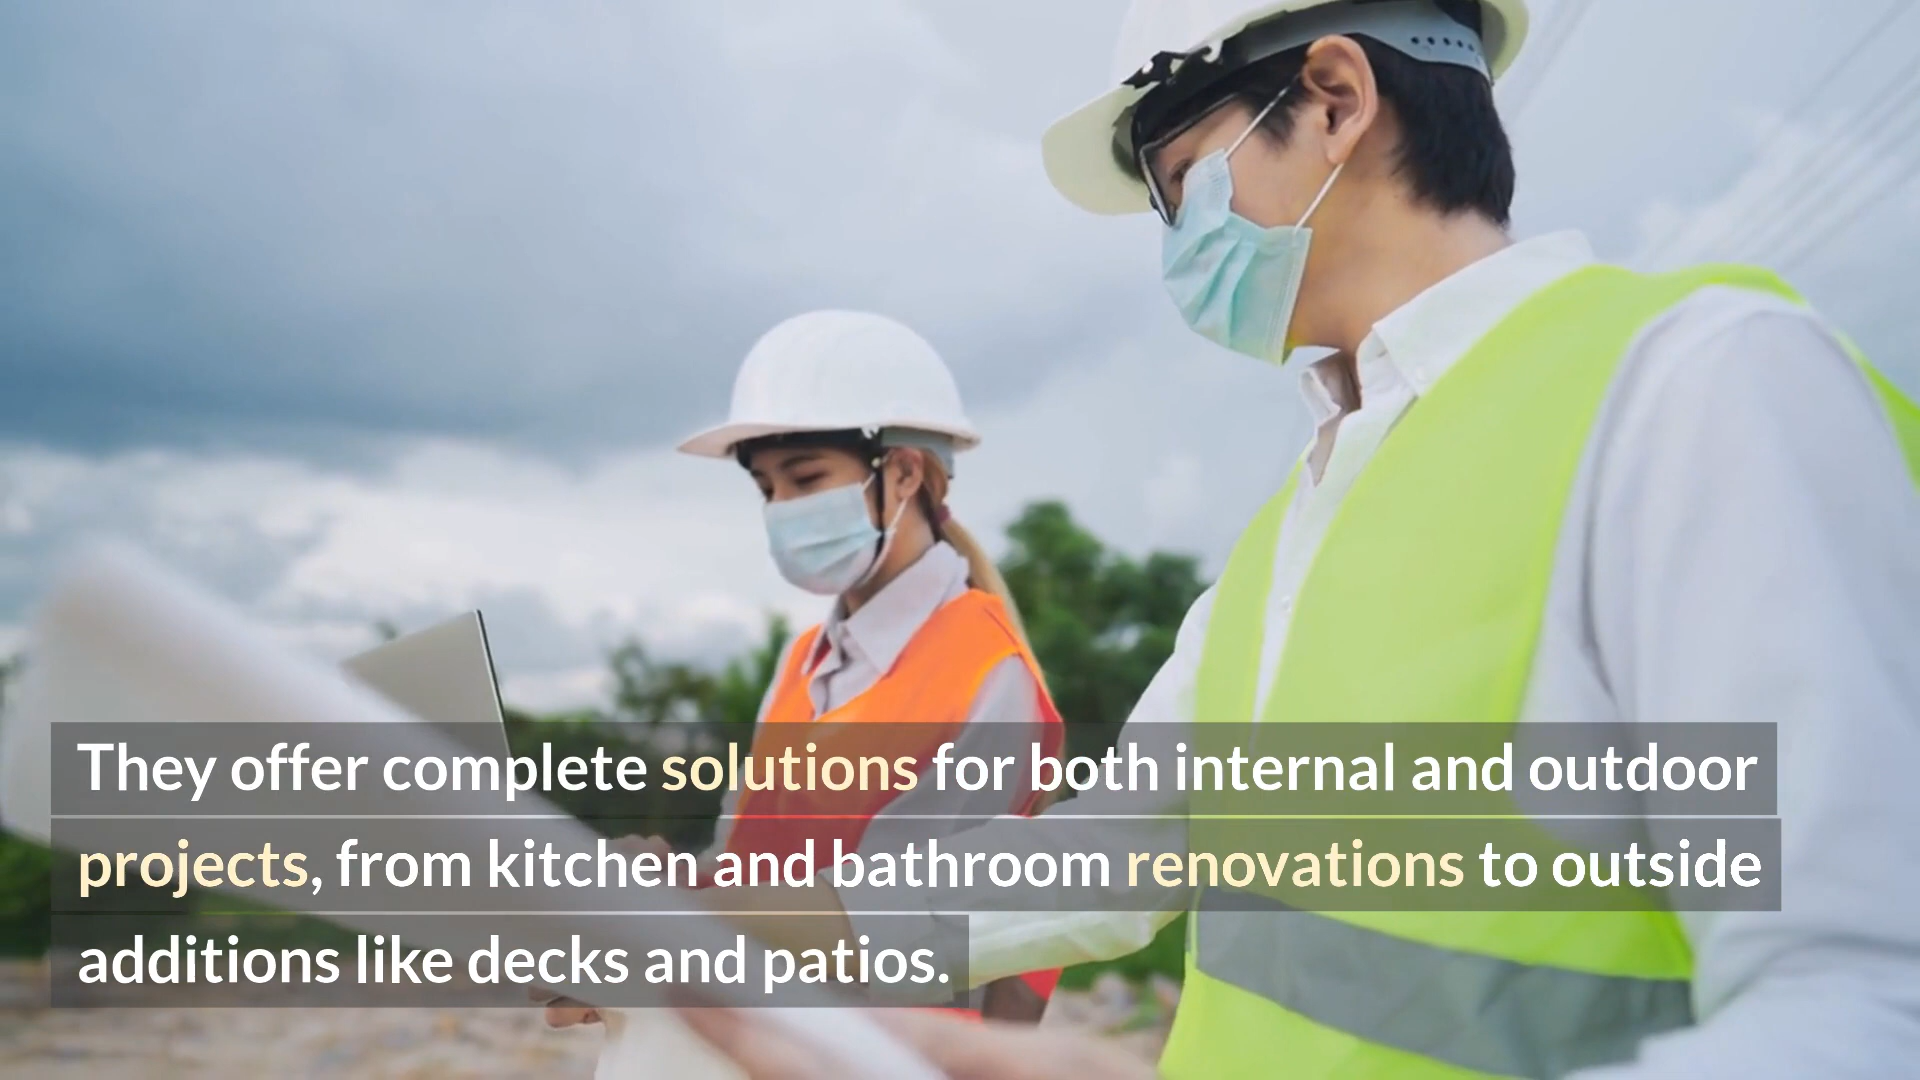 They offer complete solutions for both internal and outdoor
projects, from kitchen and bathroom renovations to outside
additions like decks and patios.